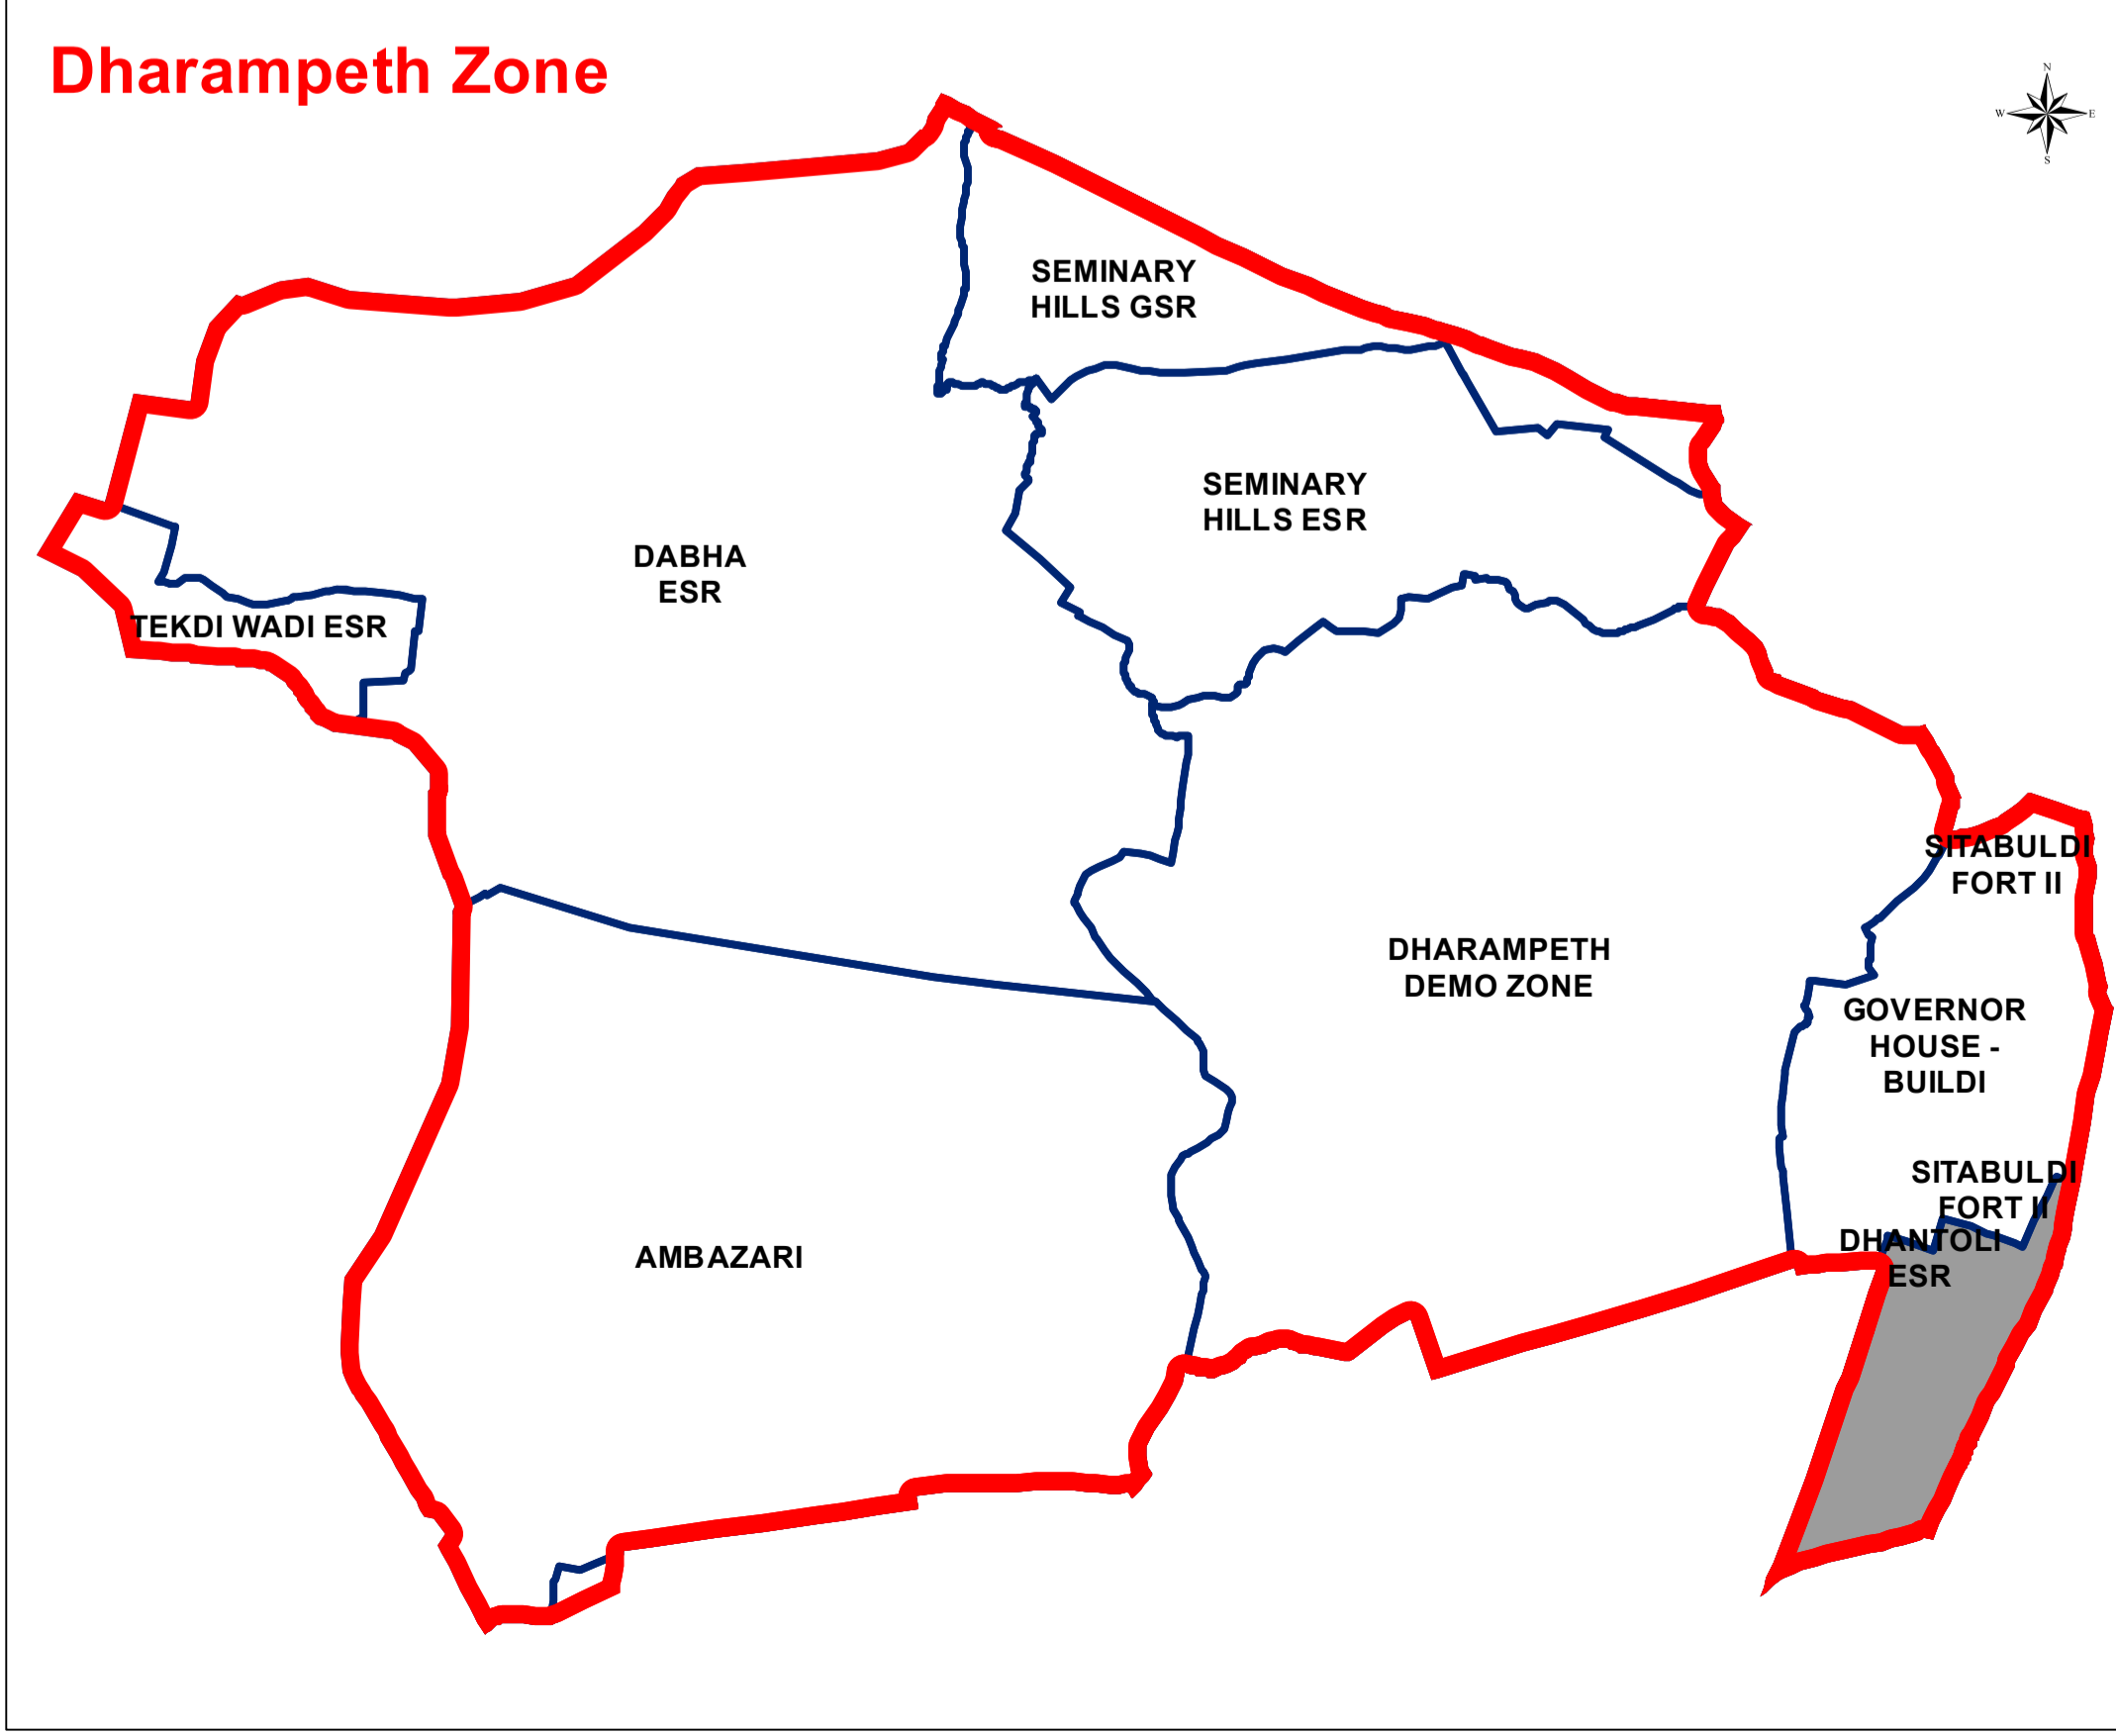 Dharampeth Zone
N
W
E
S
SEMINARY
HILLS GSR
SEMINARY
HILLS ESR
DABHA
ESR
TEKDI WADI ESR
SITABULDI
FORT II
DHARAMPETH
DEMO ZONE
GOVERNOR
HOUSE -
BUILDI
SITABULDI
FORT II
DHANTOLI
ESR
AMBAZARI